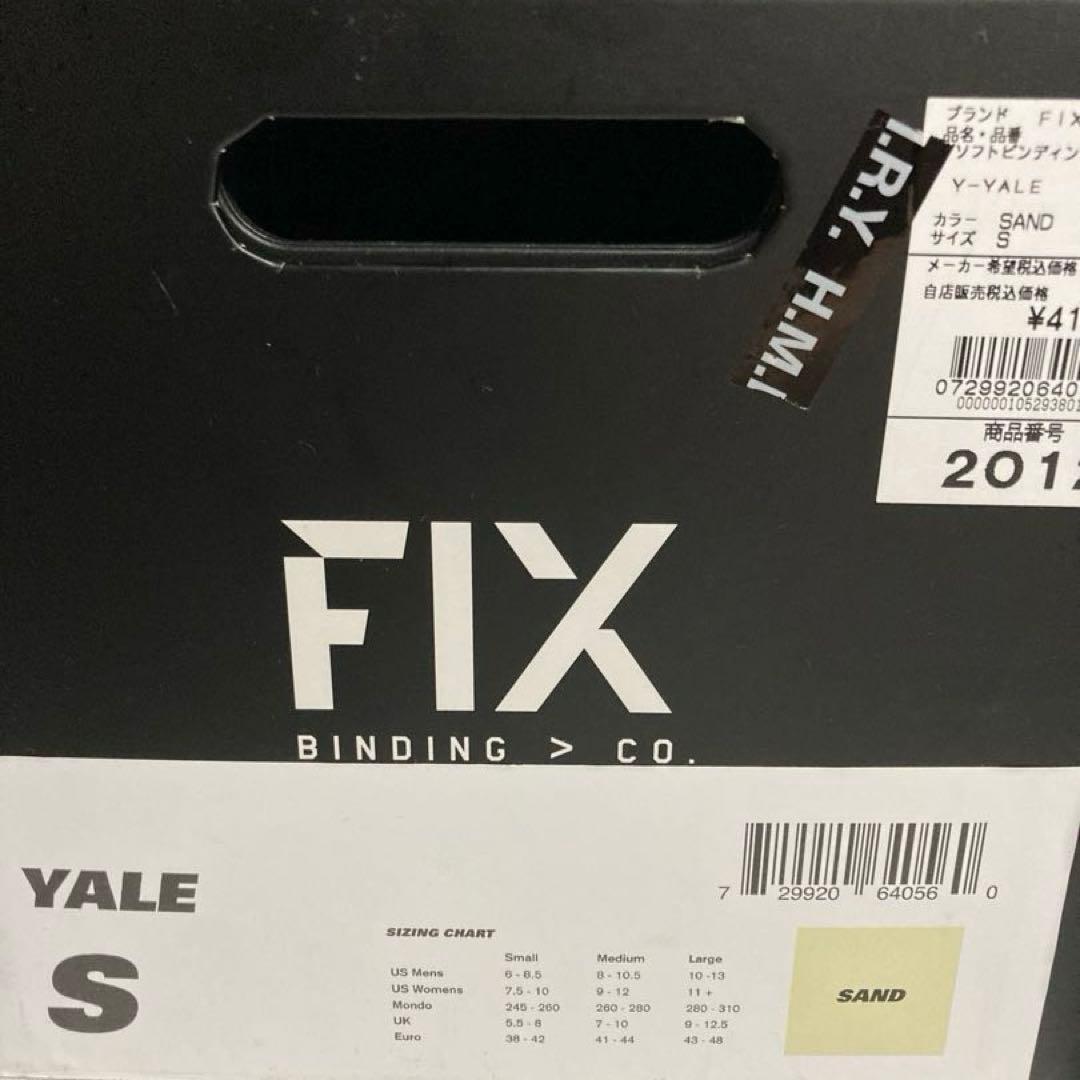 J.R.Y. H.M.I
ブランド FIX
品名・品番
ソフトビンディン
Y-YALE
カラー SAND
サイズ S
メーカー希望税込価格
自店販売税込価格
¥41
0729920640
000000105293801
商品番号
2012
FIX
BINDING > CO.
YALE
S
7 29920 64056 0
SIZING CHART
Small Medium Large
US Mens 6 - 8.5 8 - 10.5 10 -13
US Womens 7.5 - 10 9 - 12 11 +
Mondo 245 - 260 260 - 280 280 - 310
UK 5.5 - 8 7 - 10 9 - 12.5
Euro 38 - 42 41 - 44 43 - 48
SAND